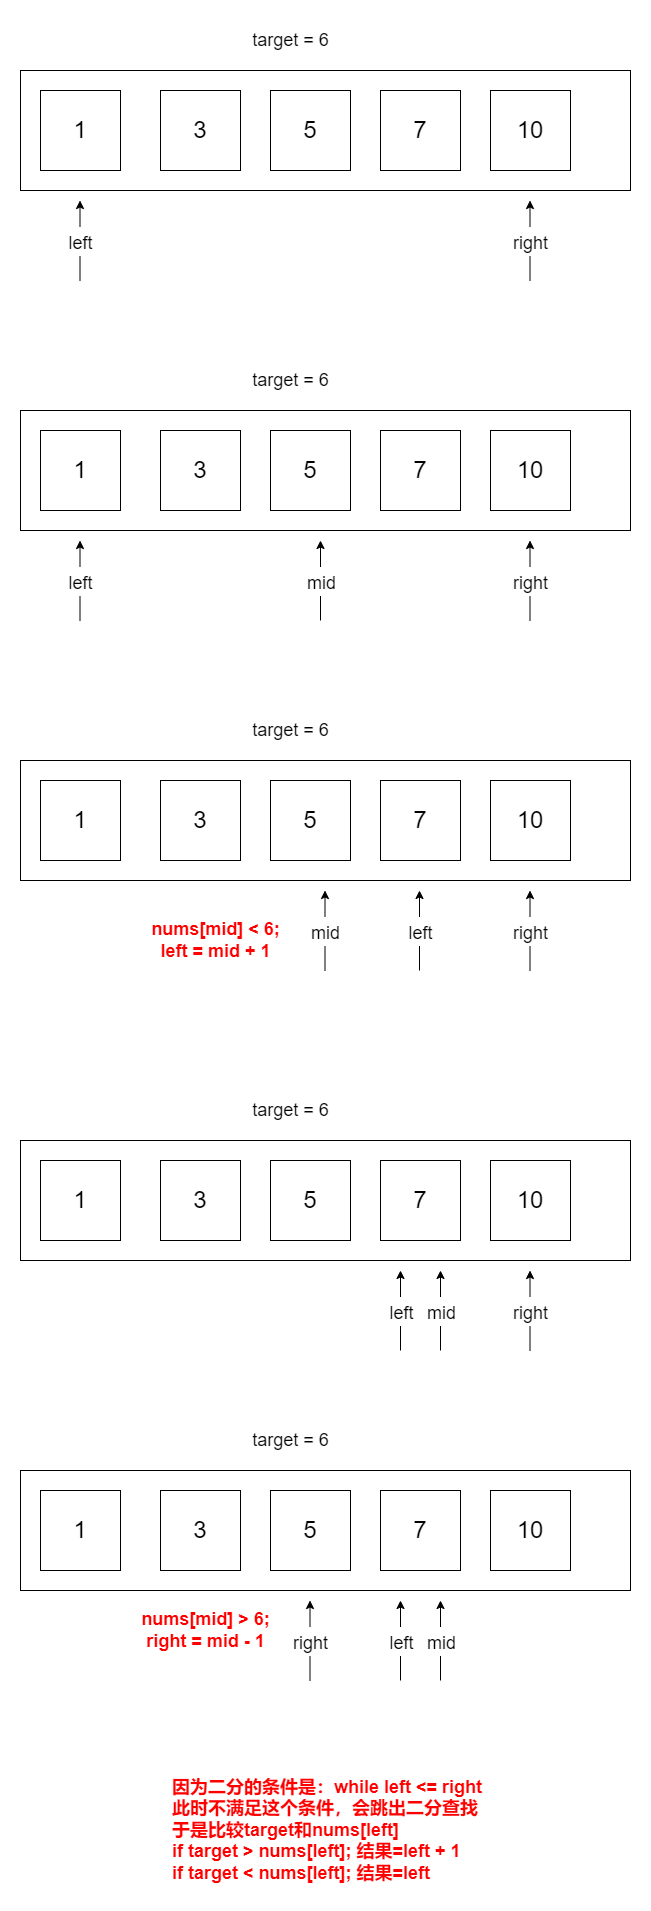 target = 6
1 3 5 7 10
left right
target = 6
1 3 5 7 10
left mid right
target = 6
1 3 5 7 10
nums[mid] < 6;
left = mid + 1
mid left right
target = 6
1 3 5 7 10
left mid right
target = 6
1 3 5 7 10
nums[mid] > 6;
right = mid - 1
right left mid
因为二分的条件是：while left <= right
此时不满足这个条件，会跳出二分查找
于是比较target和nums[left]
if target > nums[left]; 结果=left + 1
if target < nums[left]; 结果=left